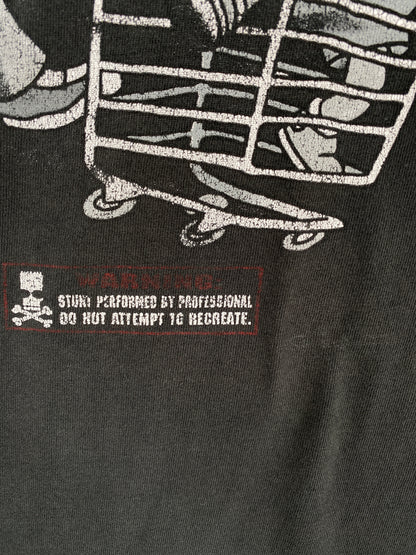 WARNING:
STUNT PERFORMED BY PROFESSIONAL
DO NOT ATTEMPT TO RECREATE.